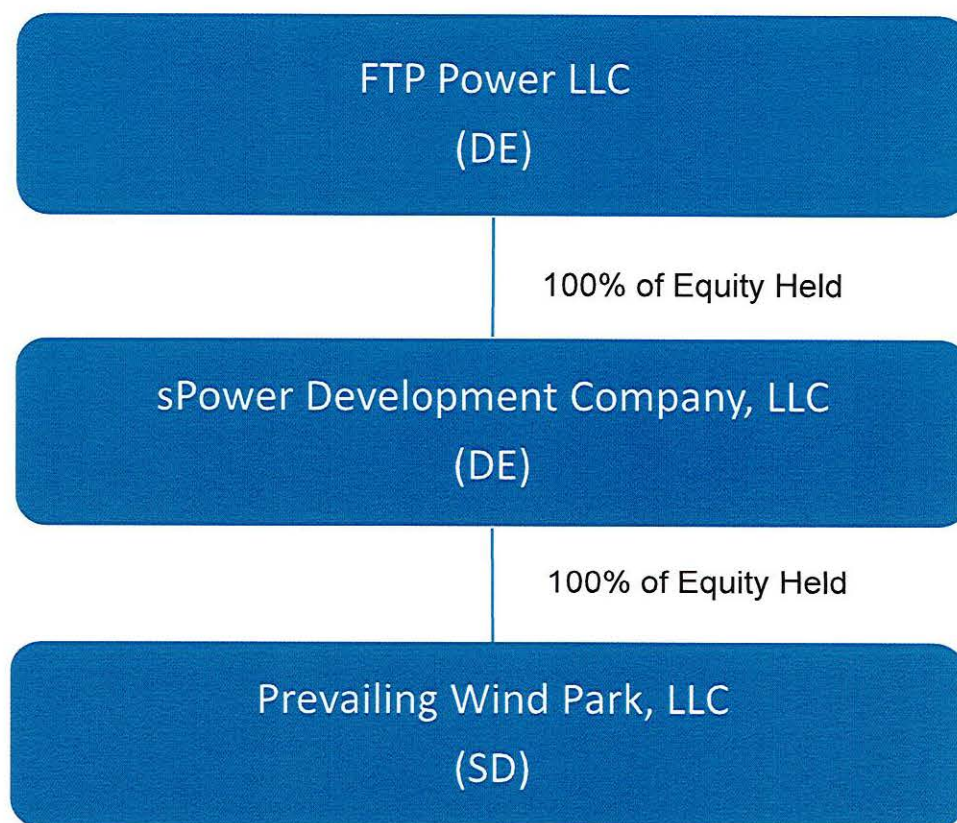 FTP Power LLC
(DE)
100% of Equity Held
sPower Development Company, LLC
(DE)
100% of Equity Held
Prevailing Wind Park, LLC
(SD)